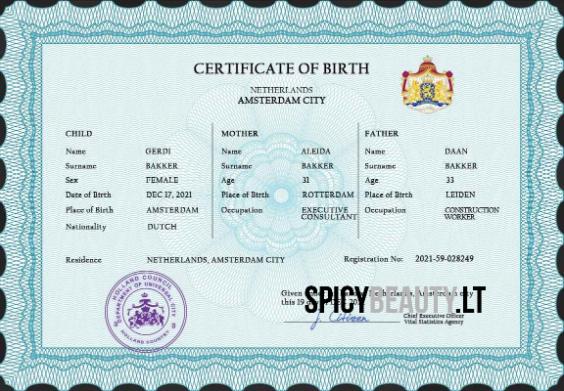 CERTIFICATE OF BIRTH
NETHERLANDS
AMSTERDAM CITY
CHILD MOTHER FATHER
Name GERDI Name ALEIDA Name DAAN
Surname BAKKER Surname BAKKER Surname BAKKER
Sex FEMALE Age 31 Age 33
Date of Birth DEC 17, 2021 Place of Birth ROTTERDAM Place of Birth LEIDEN
Place of Birth AMSTERDAM Occupation EXECUTIVE CONSULTANT Occupation CONSTRUCTION WORKER
Nationality DUTCH
Residence NETHERLANDS, AMSTERDAM CITY Registration No: 2021-59-028249
HOLLAND COUNCIL
DEPARTMENT OF UNIVERSAL CITY
HOLLAND COUNTRY
Given Amsterdam city
this 19
SPICYBEAUTY.LT
J Citizen
Chief Executive Officer
Vital Statistics Agency